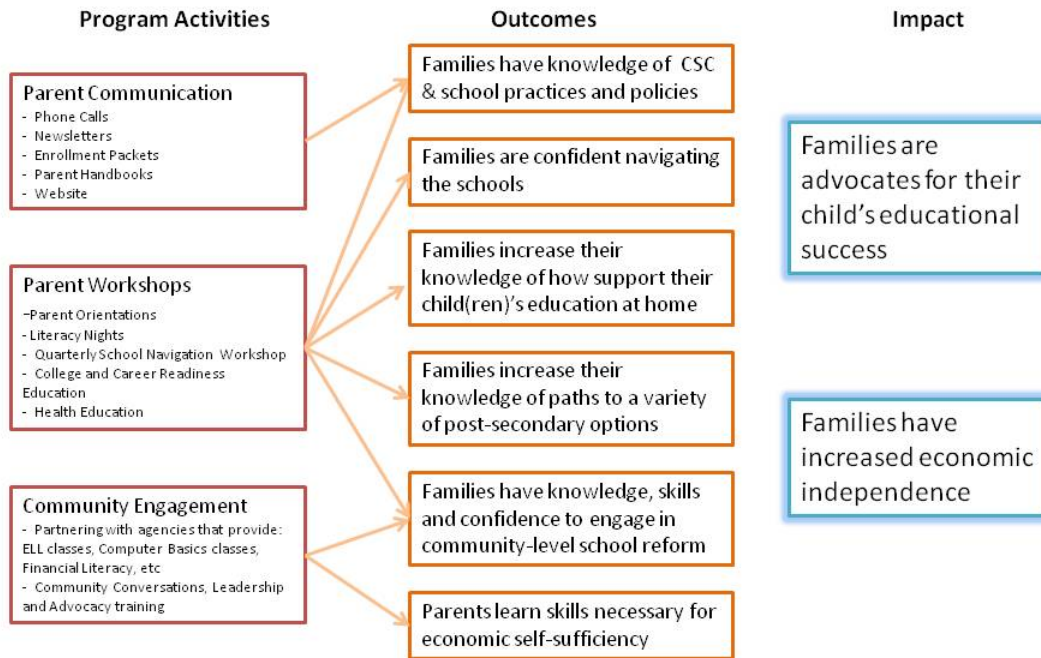 Program Activities
Outcomes
Impact
Parent Communication
- Phone Calls
- Newsletters
- Enrollment Packets
- Parent Handbooks
- Website
Parent Workshops
-Parent Orientations
- Literacy Nights
- Quarterly School Navigation Workshop
- College and Career Readiness
Education
- Health Education
Community Engagement
- Partnering with agencies that provide:
ELL classes, Computer Basics classes,
Financial Literacy, etc
- Community Conversations, Leadership
and Advocacy training
Families have knowledge of CSC
& school practices and policies
Families are confident navigating
the schools
Families increase their
knowledge of how support their
child(ren)'s education at home
Families increase their
knowledge of paths to a variety
of post-secondary options
Families have knowledge, skills
and confidence to engage in
community-level school reform
Parents learn skills necessary for
economic self-sufficiency
Families are
advocates for their
child's educational
success
Families have
increased economic
independence